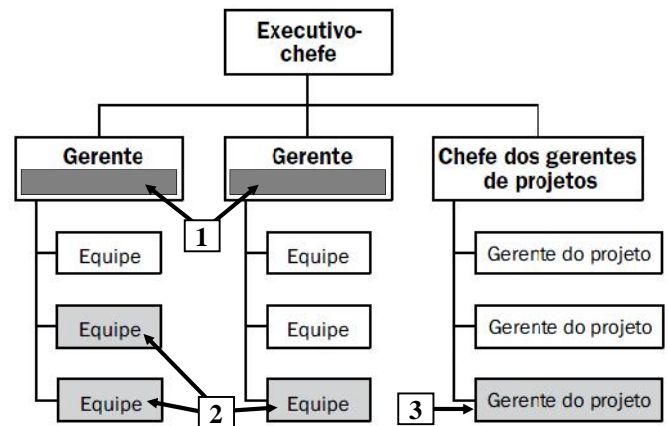 Executivo-
chefe
Gerente
Gerente
Chefe dos gerentes
de projetos
1
Equipe
Equipe
Gerente do projeto
Equipe
Equipe
Gerente do projeto
Equipe
2
Equipe
3
Gerente do projeto